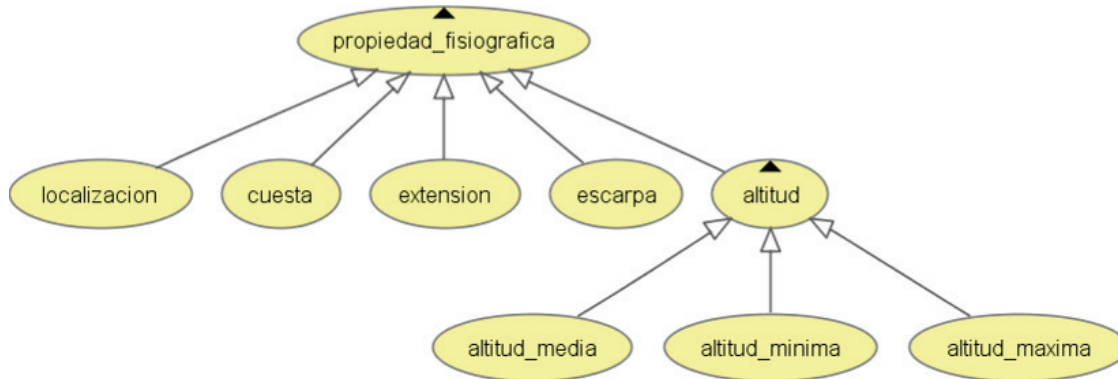 propiedad_fisiografica
localizacion
cuesta
extension
escarpa
altitud
altitud_media
altitud_minima
altitud_maxima